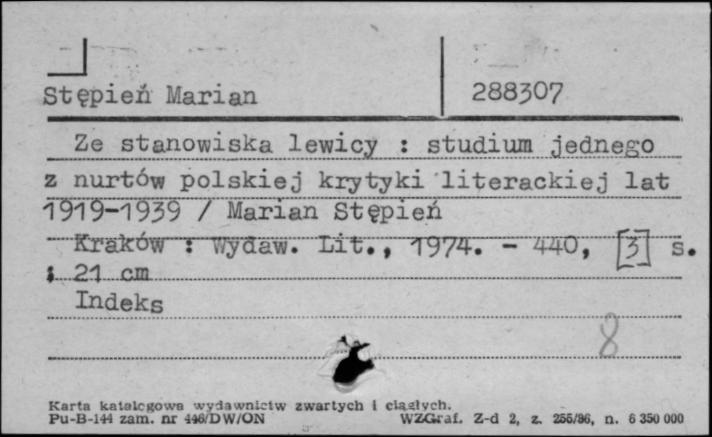 Stępień Marian 288307
Ze stanowiska lewicy : studium jednego
z nurtów polskiej krytyki literackiej lat
1919-1939 / Marian Stępień
Kraków : Wydaw. Lit., 1974. - 440, [3] s.
; 21 cm
Indeks
8
Karta katalogowa wydawnictw zwartych i ciągłych.
Pu-B-144 zam. nr 446/DW/ON WZGraf. Z-d 2, z. 255/86, n. 6 350 000